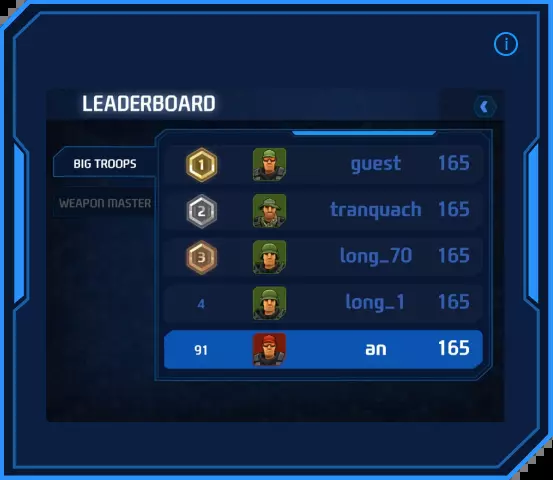 LEADERBOARD
BIG TROOPS
WEAPON MASTER
1 guest 165
2 tranquach 165
3 long_70 165
4 long_1 165
91 an 165